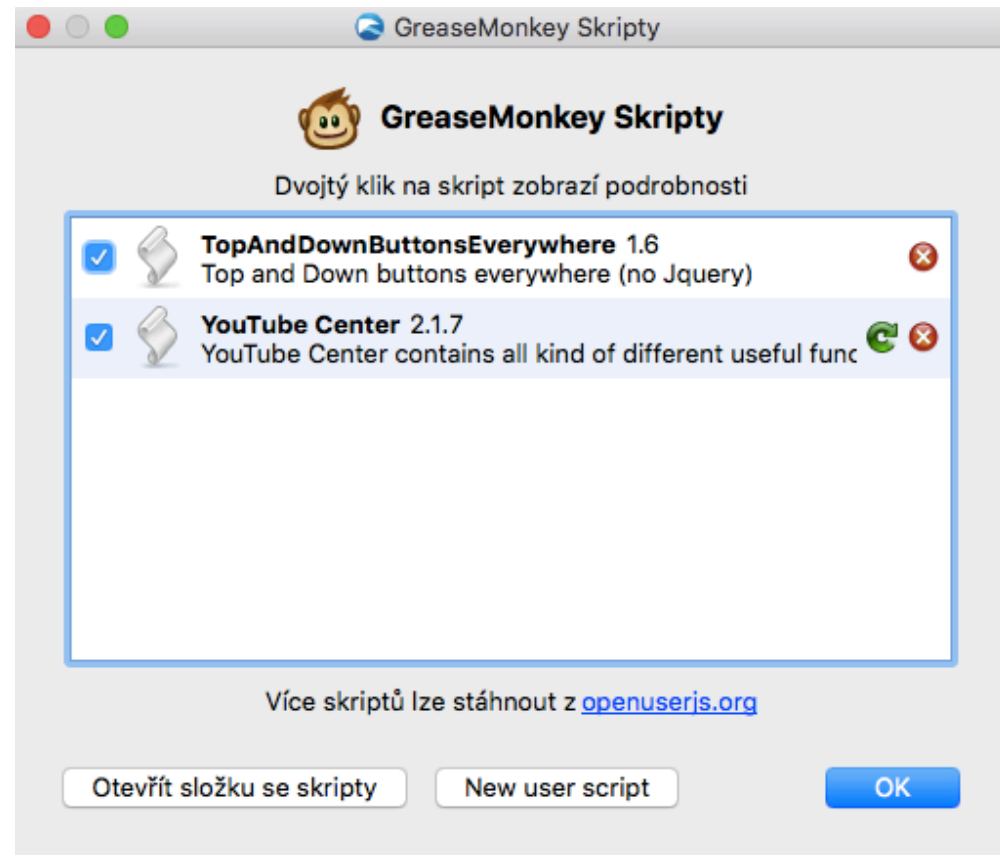 GreaseMonkey Skripty
GreaseMonkey Skripty
Dvojtý klik na skript zobrazí podrobnosti
TopAndDownButtonsEverywhere 1.6
Top and Down buttons everywhere (no Jquery)
YouTube Center 2.1.7
YouTube Center contains all kind of different useful func
Více skriptů lze stáhnout z openuserjs.org
Otevřít složku se skripty
New user script
OK